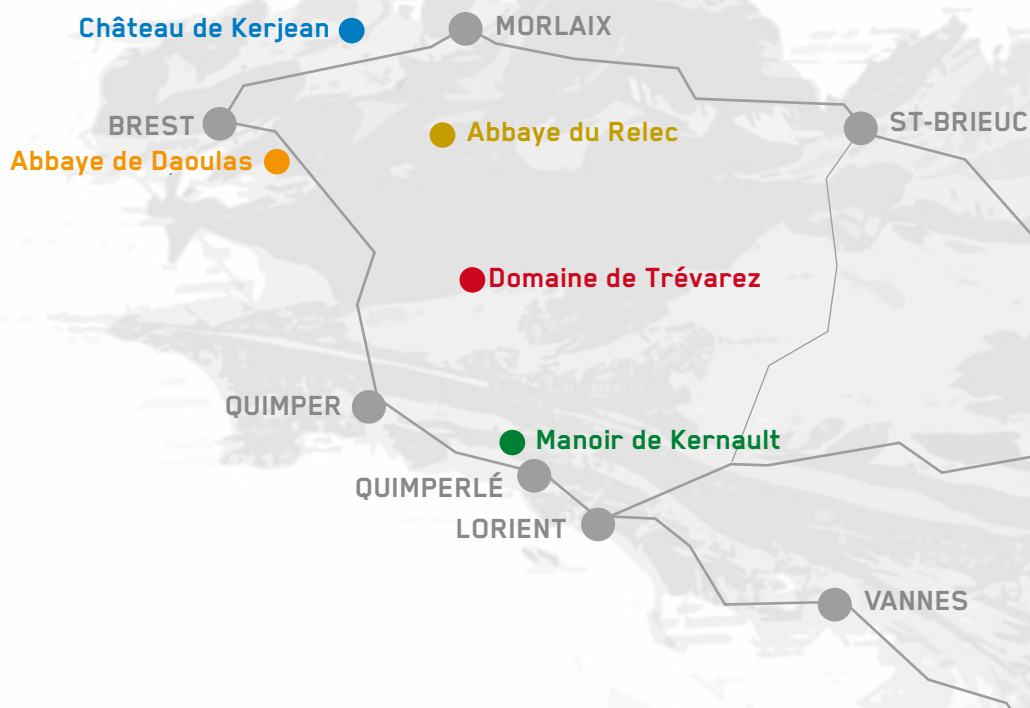 MORLAIX
Château de Kerjean
ST-BRIEUC
BREST
Abbaye du Relec
Abbaye de Daoulas
Domaine de Trévarez
QUIMPER
Manoir de Kernault
QUIMPERLÉ
LORIENT
VANNES